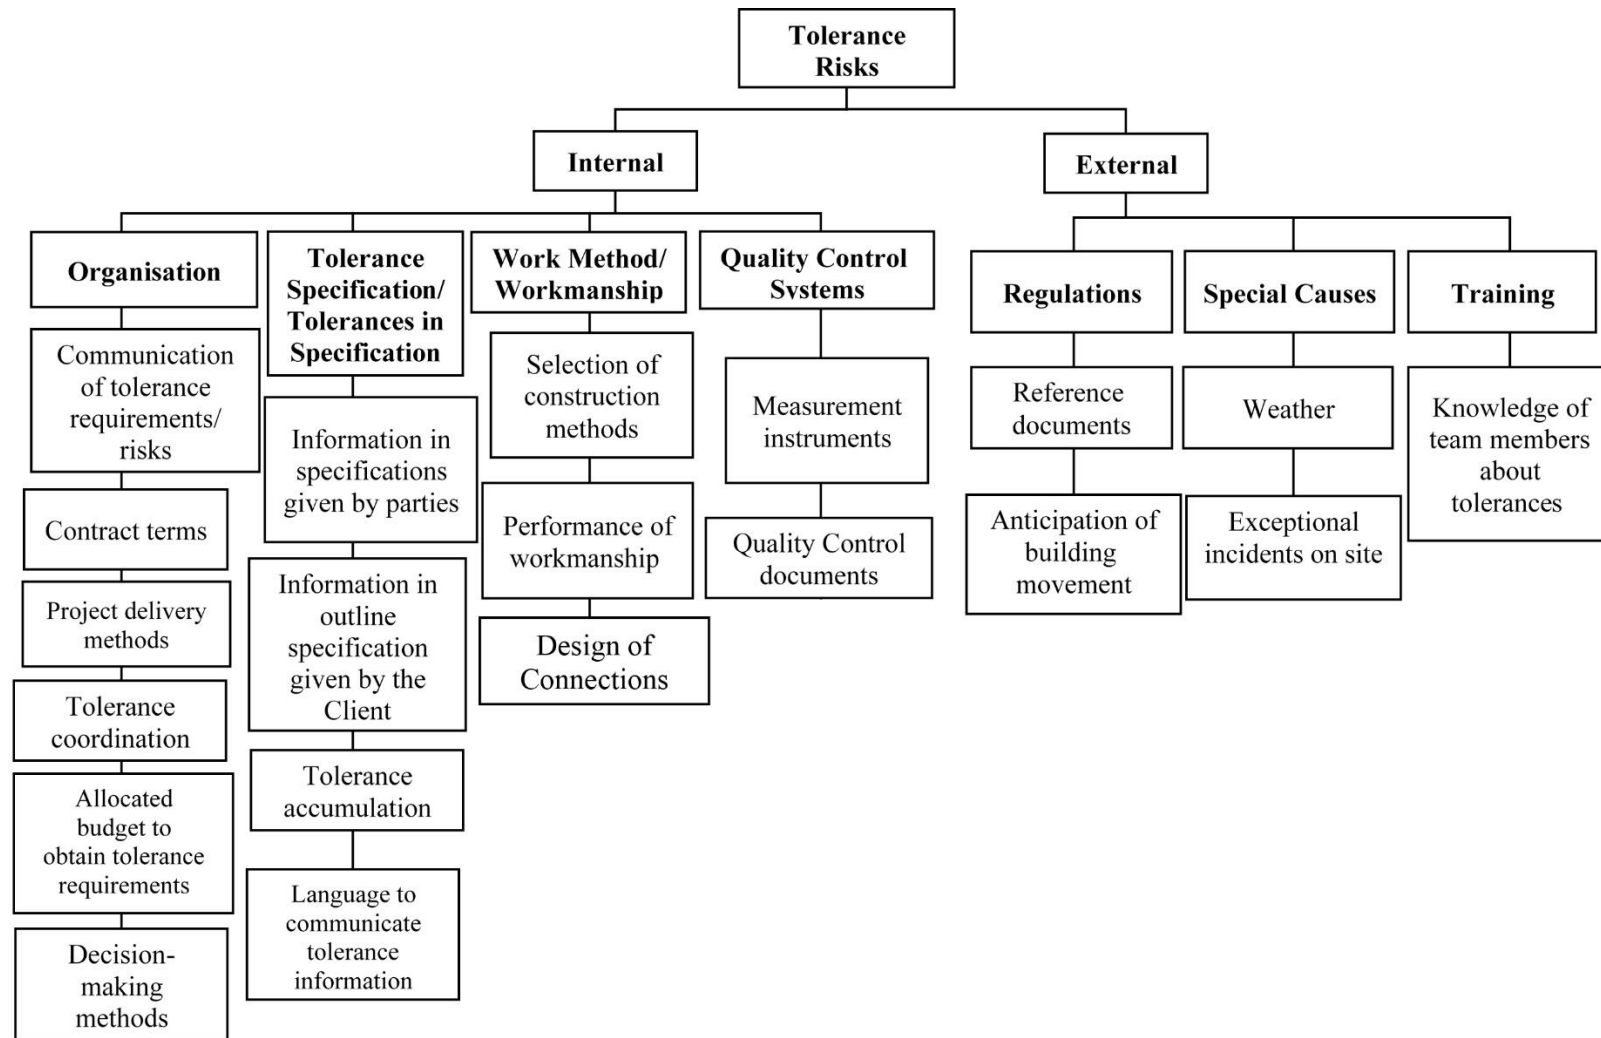 Tolerance
Risks
Internal
External
Organisation
Communication
of tolerance
requirements/
risks
Contract terms
Project delivery
methods
Tolerance
coordination
Allocated
budget to
obtain tolerance
requirements
Decision-
making
methods
Tolerance
Specification/
Tolerances in
Specification
Information in
specifications
given by parties
Information in
outline
specification
given by the
Client
Tolerance
accumulation
Language to
communicate
tolerance
information
Work Method/
Workmanship
Selection of
construction
methods
Performance of
workmanship
Design of
Connections
Quality Control
Systems
Measurement
instruments
Quality Control
documents
Regulations
Reference
documents
Anticipation of
building
movement
Special Causes
Weather
Exceptional
incidents on site
Training
Knowledge of
team members
about
tolerances